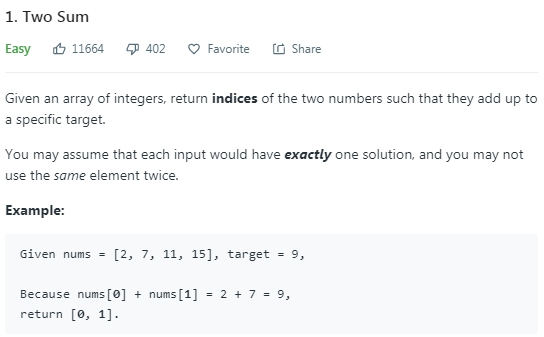 1. Two Sum
Easy 11664 402 Favorite Share
Given an array of integers, return indices of the two numbers such that they add up to
a specific target.
You may assume that each input would have exactly one solution, and you may not
use the same element twice.
Example:
Given nums = [2, 7, 11, 15], target = 9,
Because nums[0] + nums[1] = 2 + 7 = 9,
return [0, 1].